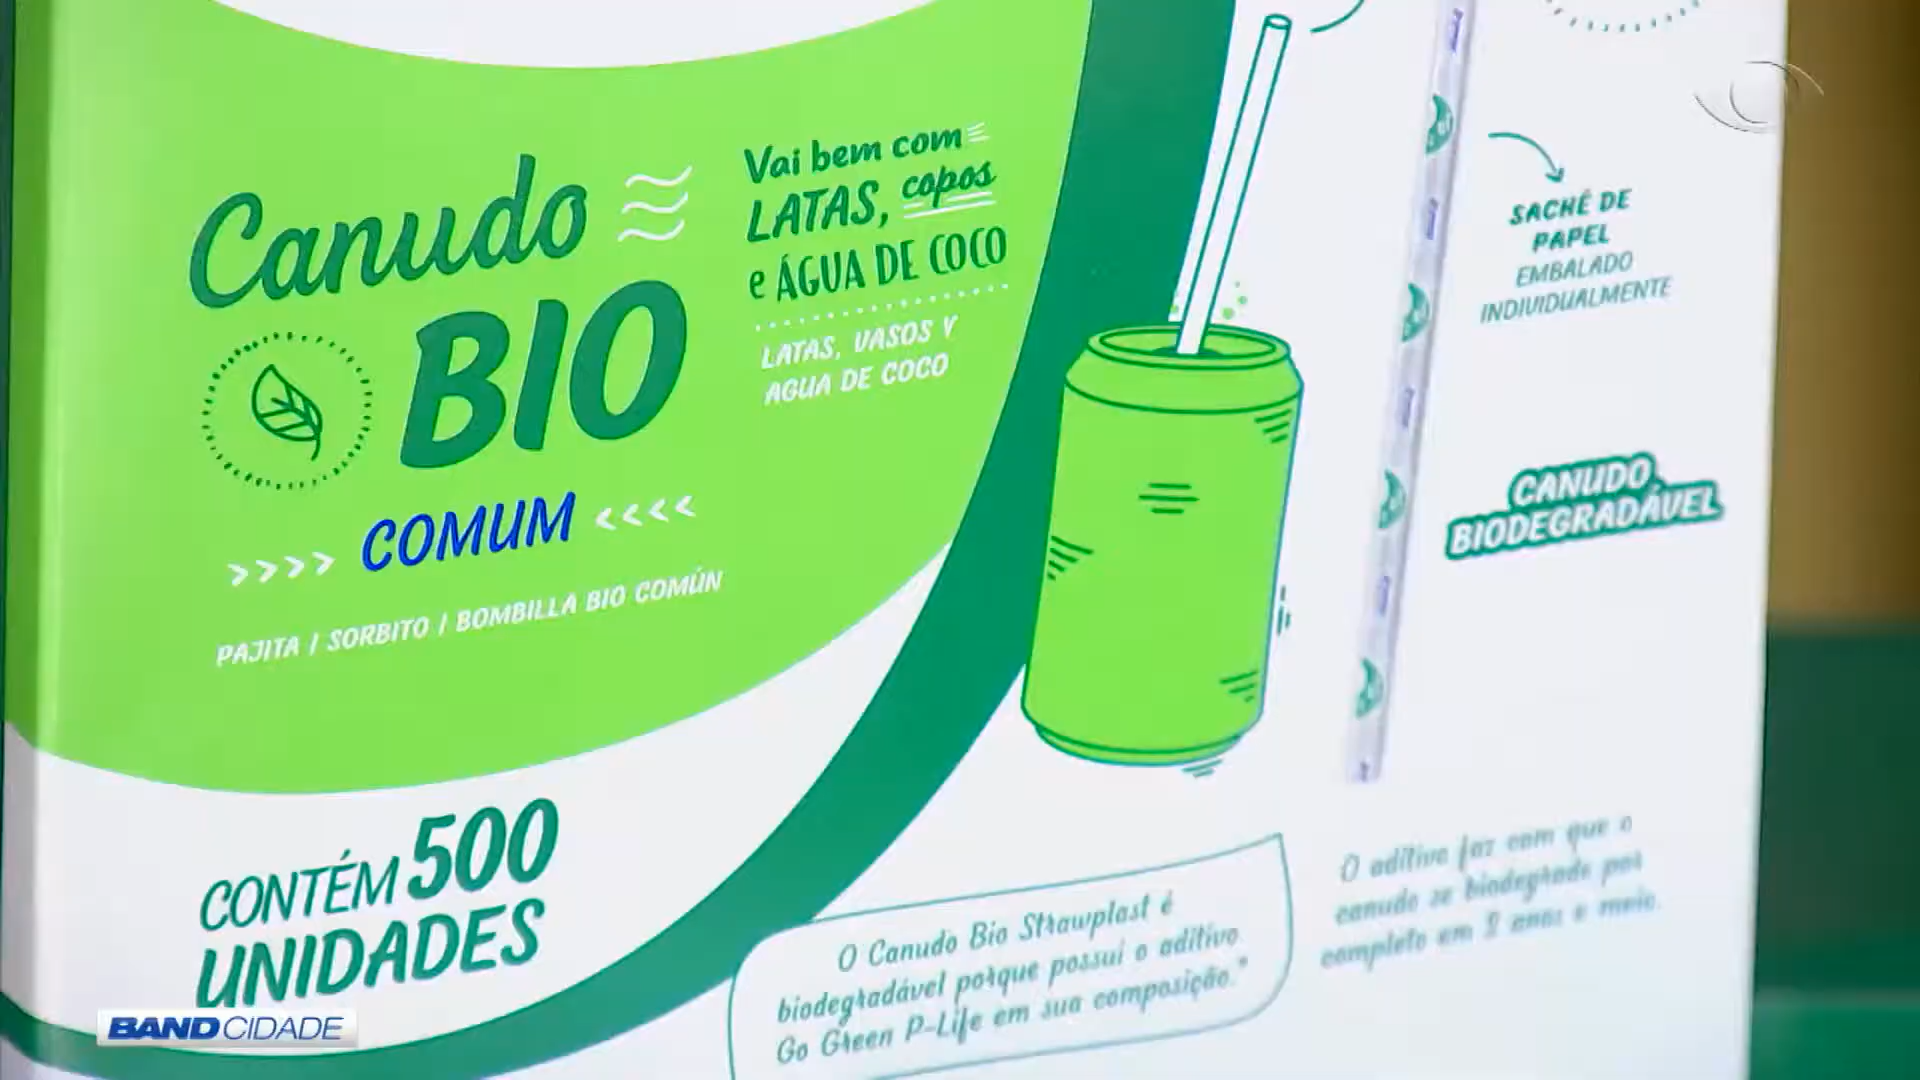 Canudo
BIO
COMUM
PAJITA / SORBITO / BOMBILLA BIO COMÚN
Vai bem com
LATAS, copos
e ÁGUA DE COCO
LATAS, VASOS Y
AGUA DE COCO
CONTÉM 500
UNIDADES
SACHÊ DE
PAPEL
EMBALADO
INDIVIDUALMENTE
CANUDO
BIODEGRADÁVEL
O Canudo Bio Strawplast é
biodegradável porque possui o aditivo
Go Green P-Life em sua composição.*
O aditivo faz com que o
canudo se biodegrade por
completo em 2 anos e meio.
BAND CIDADE